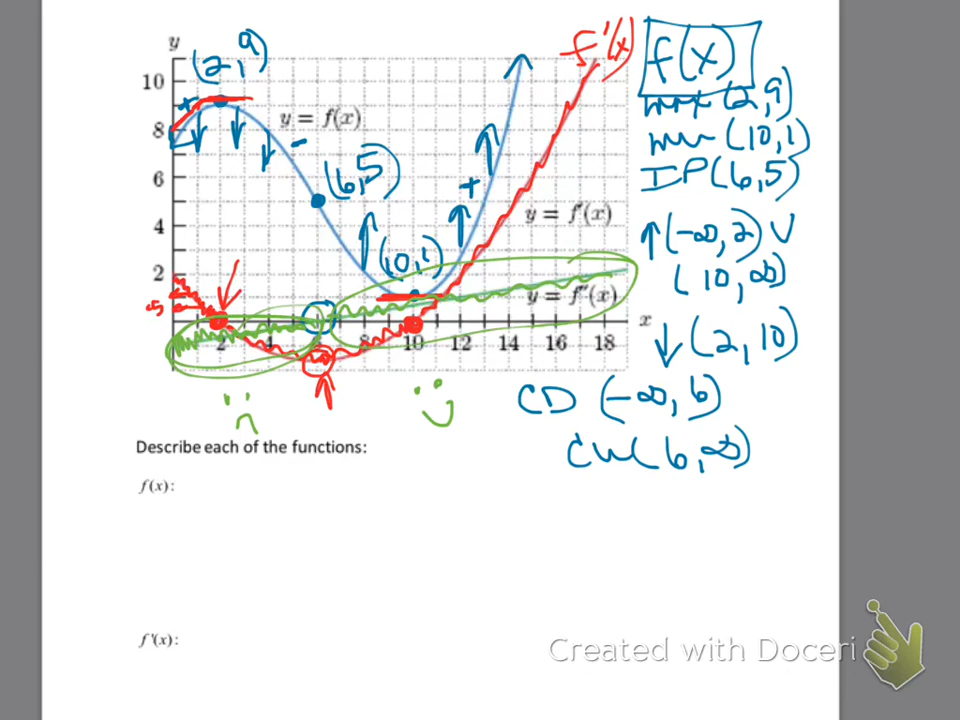 y
(2,9)
f'(x)
f(x)
10
+
y = f(x)
max (2,9)
8
-
min (10,1)
6
(6,5)
+
IP (6,5)
4
y = f'(x)
↑ (-∞, 2) ∪
(10,1)
(10, ∞)
2
y = f''(x)
x
2 8 10 12 14 16 18
↓ (2, 10)
CD (-∞, 6)
Describe each of the functions:
CU (6, ∞)
f(x):
f'(x):
Created with Doceri